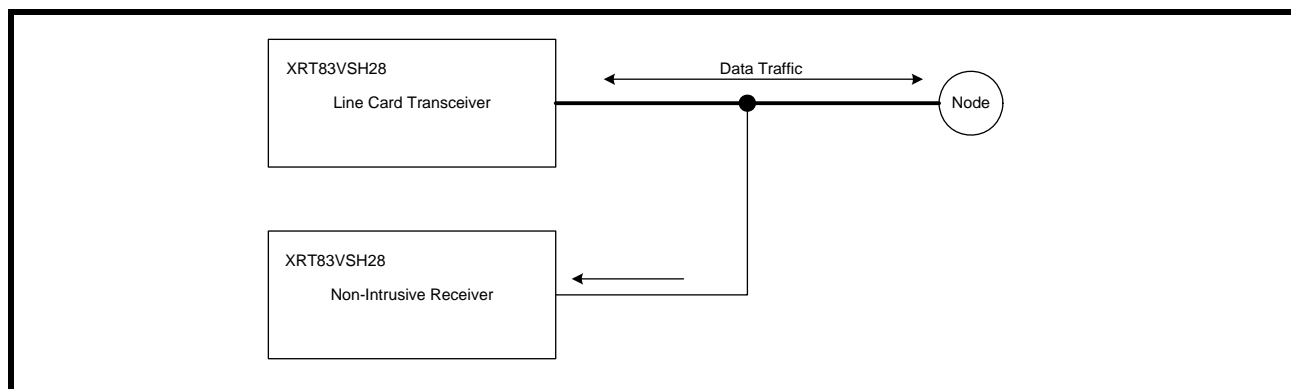 XRT83VSH28
Line Card Transceiver
Data Traffic
Node
XRT83VSH28
Non-Intrusive Receiver